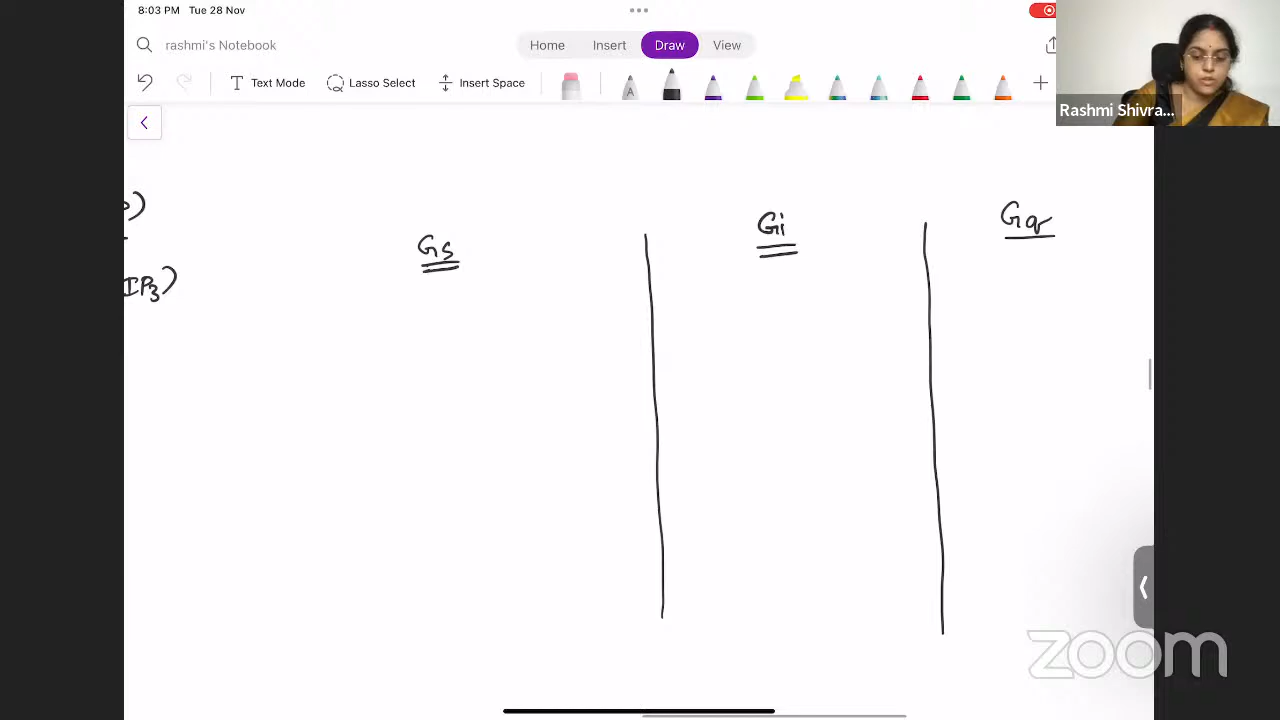 8:03 PM Tue 28 Nov
rashmi's Notebook
Home Insert Draw View
Text Mode Lasso Select Insert Space
A
Rashmi Shivra...
)
IP3)
Gs
Gi
Gq
zoom